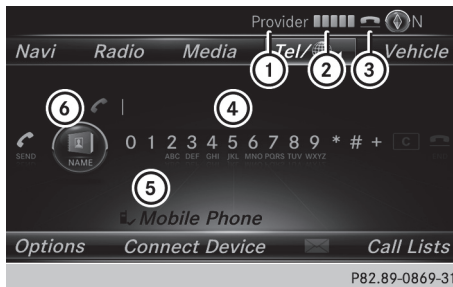 Provider N
Navi Radio Media Tel/ Vehicle
1 2 3
6 4
0 1 2 3 4 5 6 7 8 9 * # + C
SEND NAME ABC DEF GHI JKL MNO PQRS TUV WXYZ
5
Mobile Phone
Options Connect Device Call Lists
P82.89-0869-31